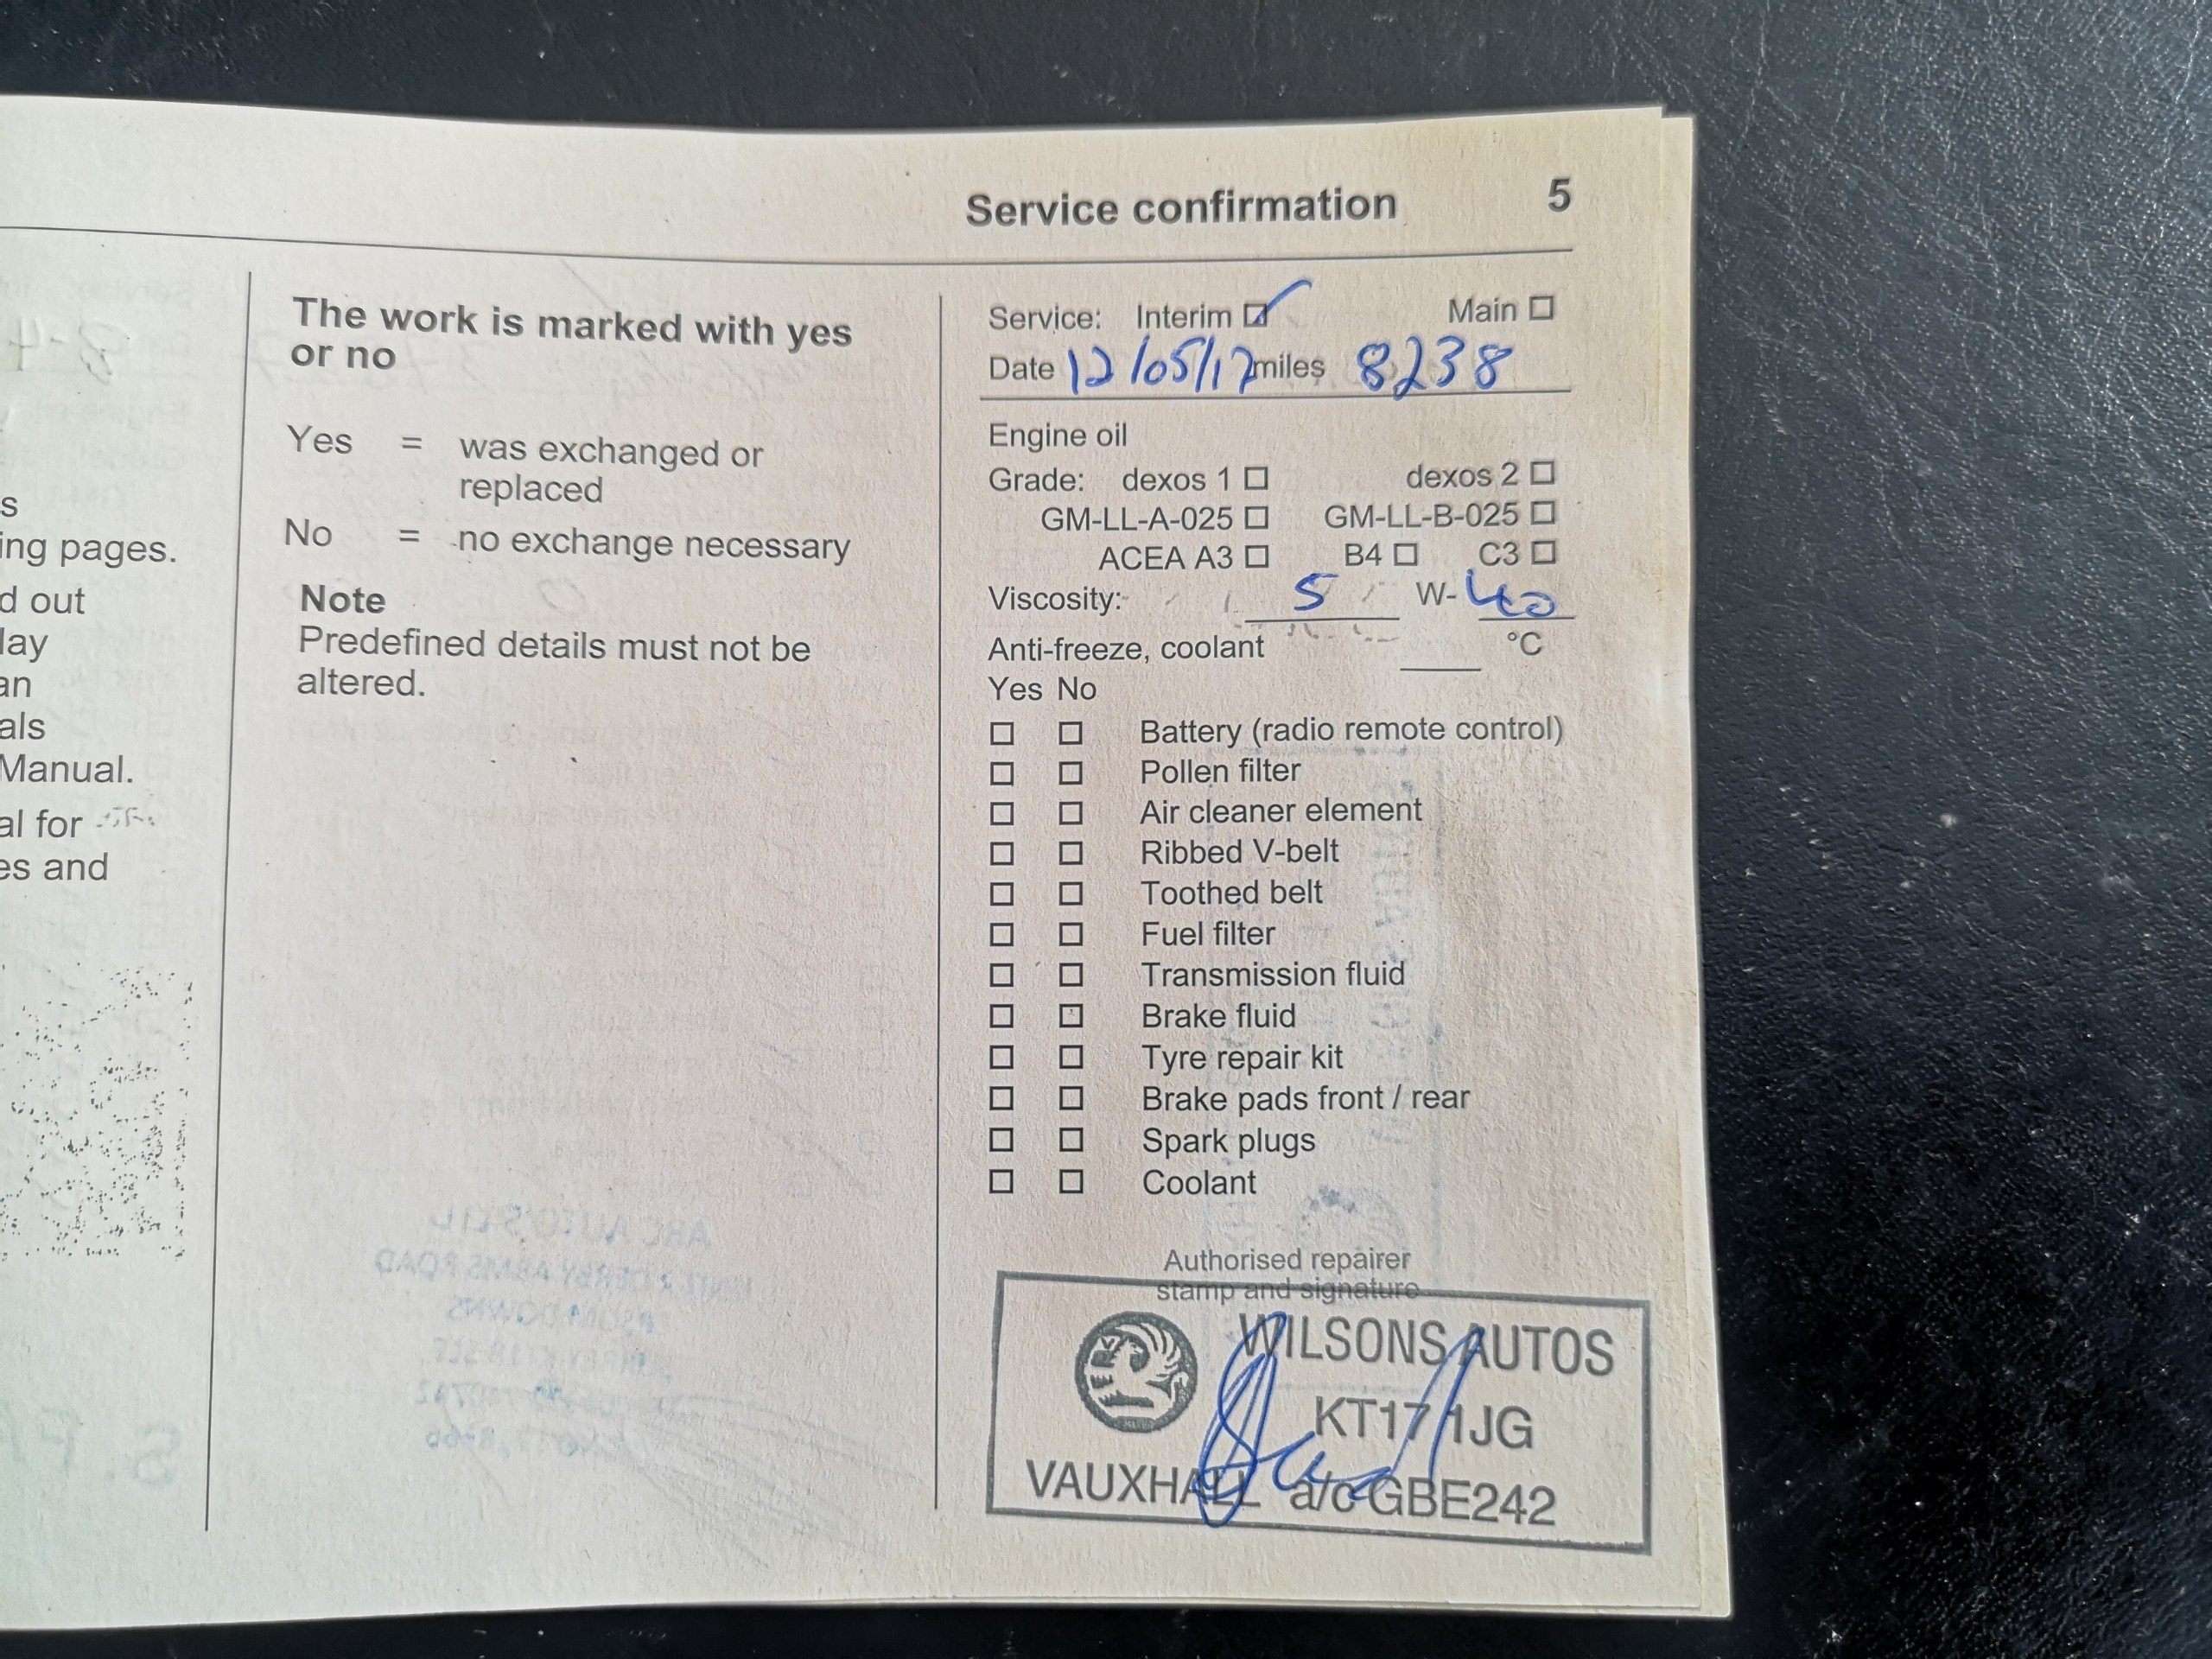 Service confirmation 5
s
ing pages.
d out
lay
an
als
Manual.
al for
es and
The work is marked with yes
or no
Yes = was exchanged or
replaced
No = no exchange necessary
Note
Predefined details must not be
altered.
Service: Interim ☑ Main ☐
Date 12/05/17 miles 8238
Engine oil
Grade: dexos 1 ☐ dexos 2 ☐
GM-LL-A-025 ☐ GM-LL-B-025 ☐
ACEA A3 ☐ B4 ☐ C3 ☐
Viscosity: 5 W-40
Anti-freeze, coolant °C
Yes No
☐ ☐ Battery (radio remote control)
☐ ☐ Pollen filter
☐ ☐ Air cleaner element
☐ ☐ Ribbed V-belt
☐ ☐ Toothed belt
☐ ☐ Fuel filter
☐ ☐ Transmission fluid
☐ ☐ Brake fluid
☐ ☐ Tyre repair kit
☐ ☐ Brake pads front / rear
☐ ☐ Spark plugs
☐ ☐ Coolant
Authorised repairer
stamp and signature
WILSONS AUTOS
KT17 1JG
VAUXHALL a/c GBE242